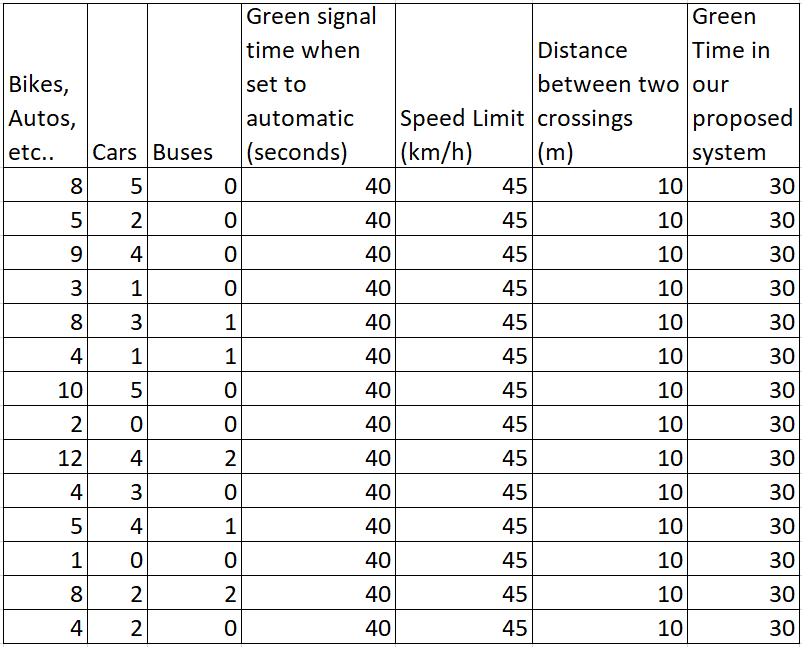 Bikes, Autos, etc.. Cars Buses Green signal time when set to automatic (seconds) Speed Limit (km/h) Distance between two crossings (m) Green Time in our proposed system
8 5 0 40 45 10 30
5 2 0 40 45 10 30
9 4 0 40 45 10 30
3 1 0 40 45 10 30
8 3 1 40 45 10 30
4 1 1 40 45 10 30
10 5 0 40 45 10 30
2 0 0 40 45 10 30
12 4 2 40 45 10 30
4 3 0 40 45 10 30
5 4 1 40 45 10 30
1 0 0 40 45 10 30
8 2 2 40 45 10 30
4 2 0 40 45 10 30